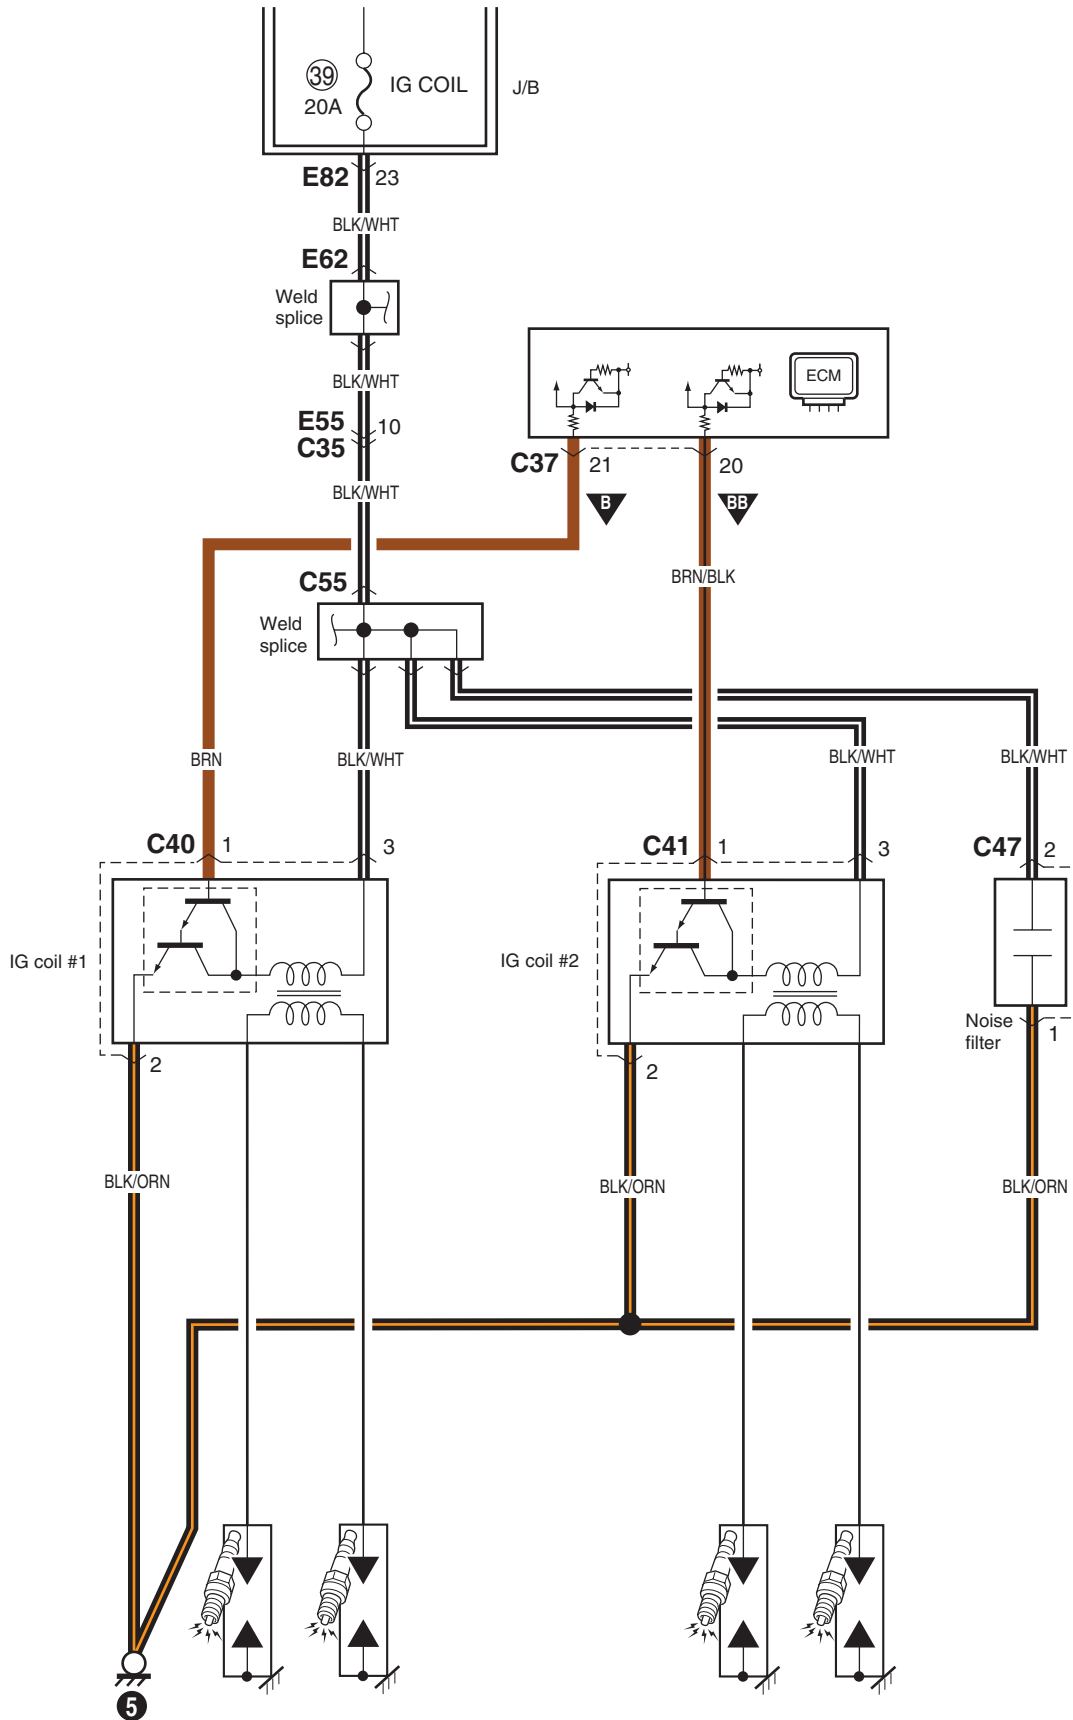 39
20A
IG COIL
J/B
E82
23
BLK/WHT
E62
Weld
splice
BLK/WHT
E55
10
C35
BLK/WHT
ECM
C37
21
20
B
BB
BRN/BLK
C55
Weld
splice
BRN
BLK/WHT
BLK/WHT
BLK/WHT
C40
1
3
C41
1
3
C47
2
IG coil #1
IG coil #2
Noise
filter
1
2
2
BLK/ORN
BLK/ORN
BLK/ORN
5